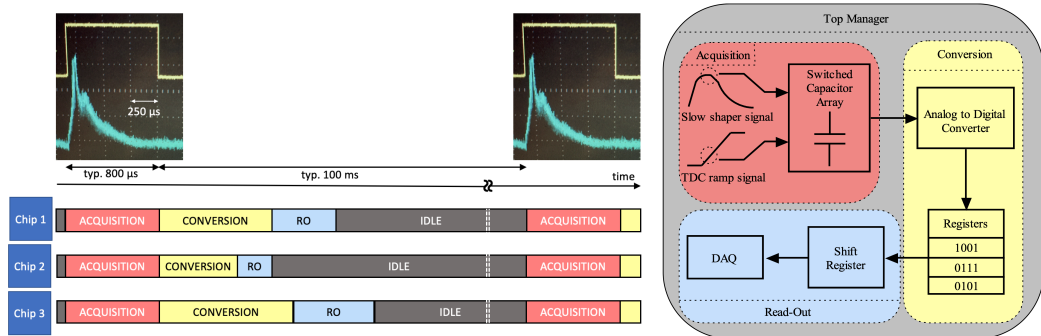 250 µs
typ. 800 µs
typ. 100 ms
time
Chip 1
ACQUISITION
CONVERSION
RO
IDLE
ACQUISITION
Chip 2
ACQUISITION
CONVERSION
RO
IDLE
ACQUISITION
Chip 3
ACQUISITION
CONVERSION
RO
IDLE
ACQUISITION
Top Manager
Acquisition
Slow shaper signal
TDC ramp signal
Switched
Capacitor
Array
Conversion
Analog to Digital
Converter
Registers
1001
0111
0101
Shift
Register
DAQ
Read-Out